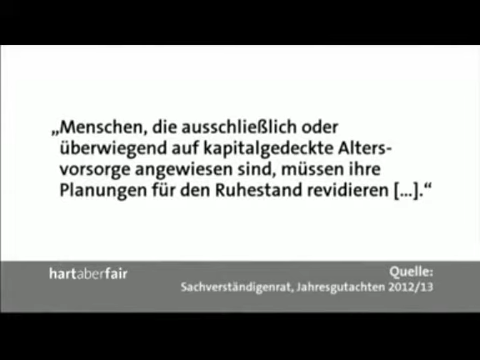 „Menschen, die ausschließlich oder
überwiegend auf kapitalgedeckte Alters-
vorsorge angewiesen sind, müssen ihre
Planungen für den Ruhestand revidieren [...].“
hartaberfair
Quelle:
Sachverständigenrat, Jahresgutachten 2012/13